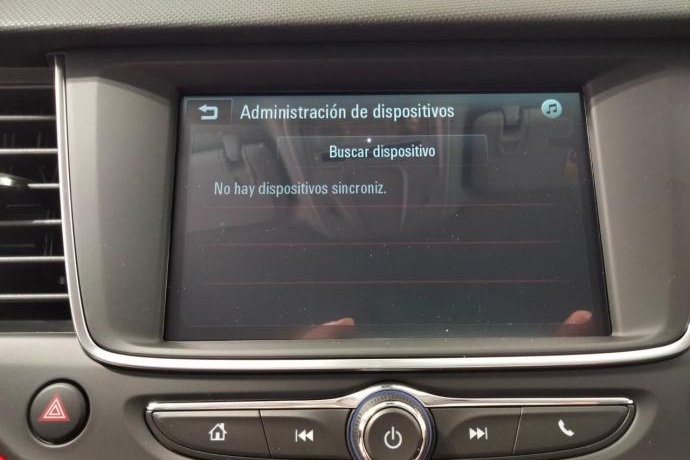 Administración de dispositivos
Buscar dispositivo
No hay dispositivos sincroniz.